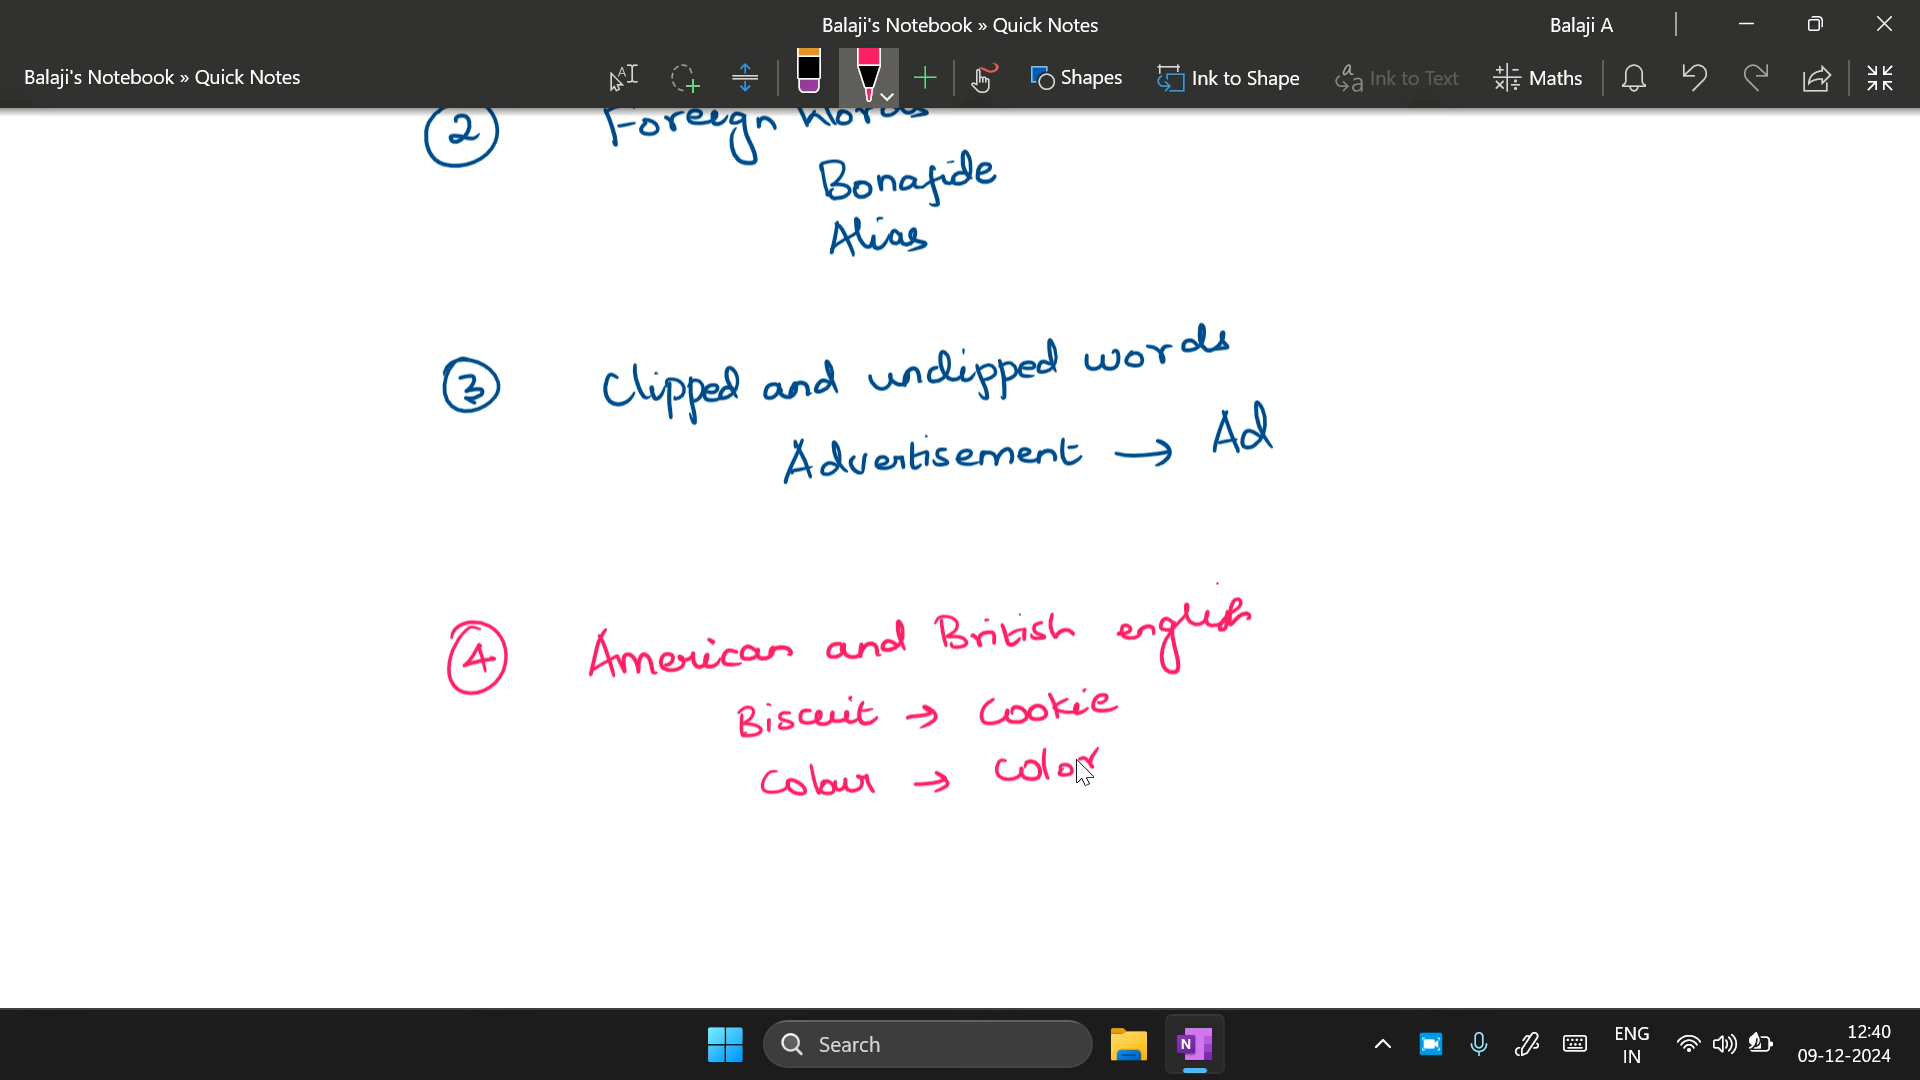 Balaji's Notebook » Quick Notes
Balaji A
Balaji's Notebook » Quick Notes
Shapes
Ink to Shape
Ink to Text
Maths
2 Foreign Words
Bonafide
Alias
3 Clipped and unclipped words
Advertisement → Ad
4 American and British english
Biscuit → Cookie
Colour → Color
Search
ENG
IN
12:40
09-12-2024